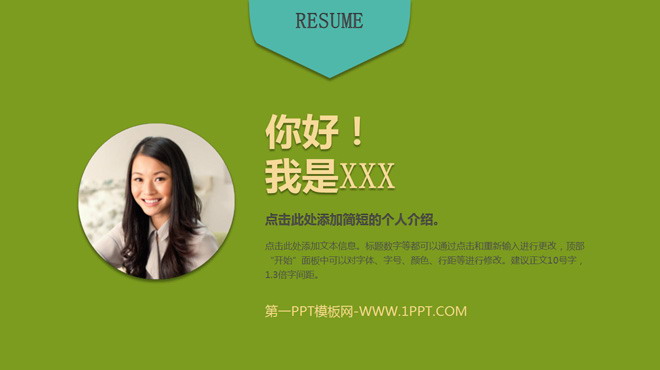 RESUME
你好！
我是XXX
点击此处添加简短的个人介绍。
点击此处添加文本信息。标题数字等都可以通过点击和重新输入进行更改，顶部
“开始”面板中可以对字体、字号、颜色、行距等进行修改。建议正文10号字，
1.3倍字间距。
第一PPT模板网-WWW.1PPT.COM